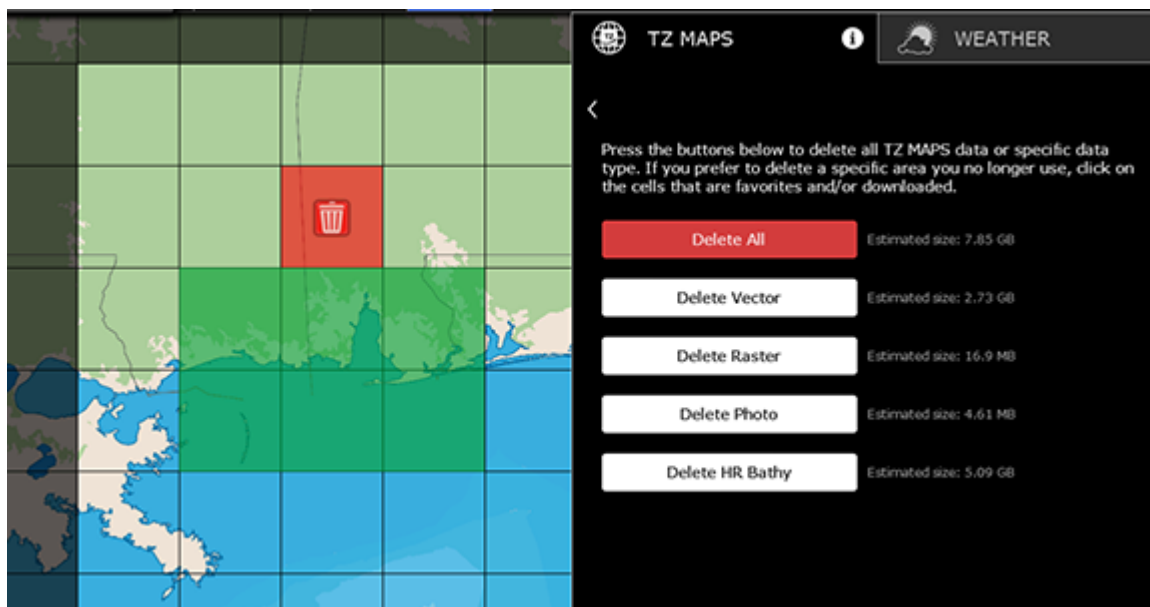 TZ MAPS
WEATHER
Press the buttons below to delete all TZ MAPS data or specific data
type. If you prefer to delete a specific area you no longer use, click on
the cells that are favorites and/or downloaded.
Delete All Estimated size: 7.85 GB
Delete Vector Estimated size: 2.73 GB
Delete Raster Estimated size: 16.9 MB
Delete Photo Estimated size: 4.61 MB
Delete HR Bathy Estimated size: 5.09 GB